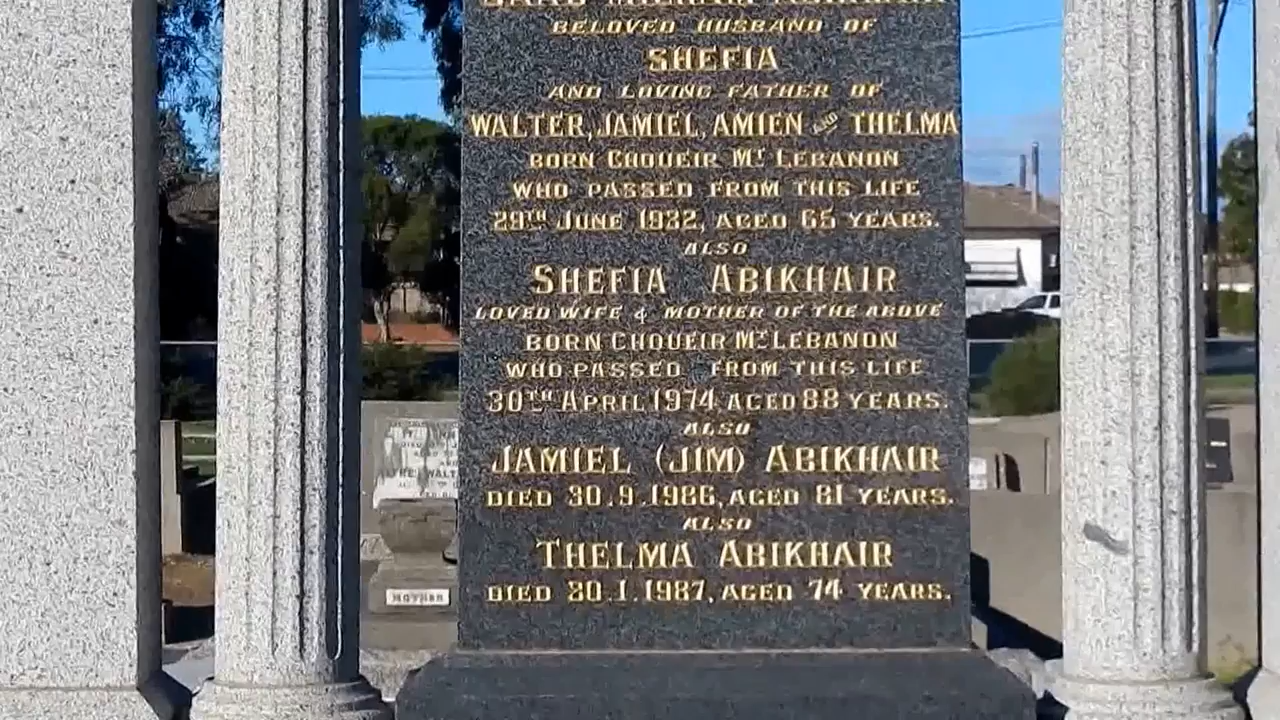 BELOVED HUSBAND OF
SHEFIA
AND LOVING FATHER OF
WALTER, JAMIEL, AMIEN AND THELMA
BORN CHOUEIR MT LEBANON
WHO PASSED FROM THIS LIFE
29TH JUNE 1932, AGED 65 YEARS.
ALSO
SHEFIA ABIKHAIR
LOVED WIFE & MOTHER OF THE ABOVE
BORN CHOUEIR MT LEBANON
WHO PASSED FROM THIS LIFE
30TH APRIL 1974 AGED 88 YEARS.
ALSO
JAMIEL (JIM) ABIKHAIR
DIED 30.9.1986, AGED 81 YEARS.
ALSO
THELMA ABIKHAIR
DIED 30.1.1987, AGED 74 YEARS.
MOTHER